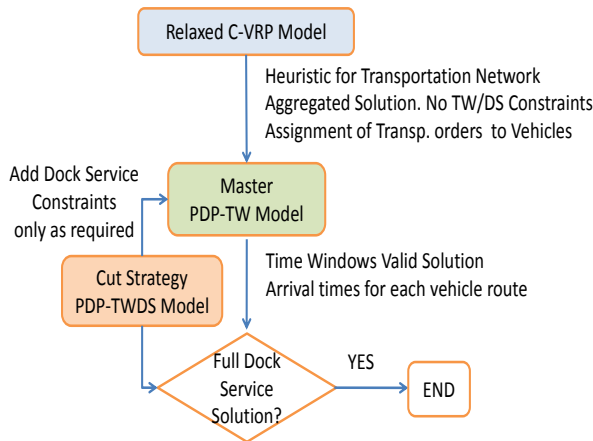 Relaxed C-VRP Model
Heuristic for Transportation Network
Aggregated Solution. No TW/DS Constraints
Assignment of Transp. orders to Vehicles
Add Dock Service
Constraints
only as required
Master
PDP-TW Model
Time Windows Valid Solution
Arrival times for each vehicle route
Cut Strategy
PDP-TWDS Model
Full Dock
Service
Solution?
YES
END